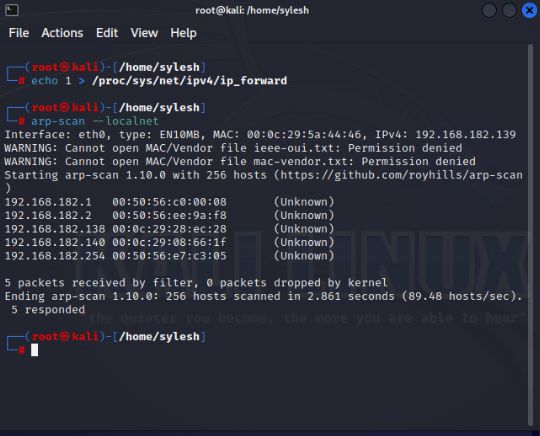 root@kali: /home/sylesh
File Actions Edit View Help
┌──(root㉿kali)-[/home/sylesh]
└─# echo 1 > /proc/sys/net/ipv4/ip_forward
┌──(root㉿kali)-[/home/sylesh]
└─# arp-scan --localnet
Interface: eth0, type: EN10MB, MAC: 00:0c:29:5a:44:46, IPv4: 192.168.182.139
WARNING: Cannot open MAC/Vendor file ieee-oui.txt: Permission denied
WARNING: Cannot open MAC/Vendor file mac-vendor.txt: Permission denied
Starting arp-scan 1.10.0 with 256 hosts (https://github.com/royhills/arp-scan
)
192.168.182.1 00:50:56:c0:00:08 (Unknown)
192.168.182.2 00:50:56:ee:9a:f8 (Unknown)
192.168.182.138 00:0c:29:28:ec:28 (Unknown)
192.168.182.140 00:0c:29:08:66:1f (Unknown)
192.168.182.254 00:50:56:e7:c3:05 (Unknown)
5 packets received by filter, 0 packets dropped by kernel
Ending arp-scan 1.10.0: 256 hosts scanned in 2.861 seconds (89.48 hosts/sec).
5 responded
KALI LINUX
"the quieter you become, the more you are able to hear"
┌──(root㉿kali)-[/home/sylesh]
└─#